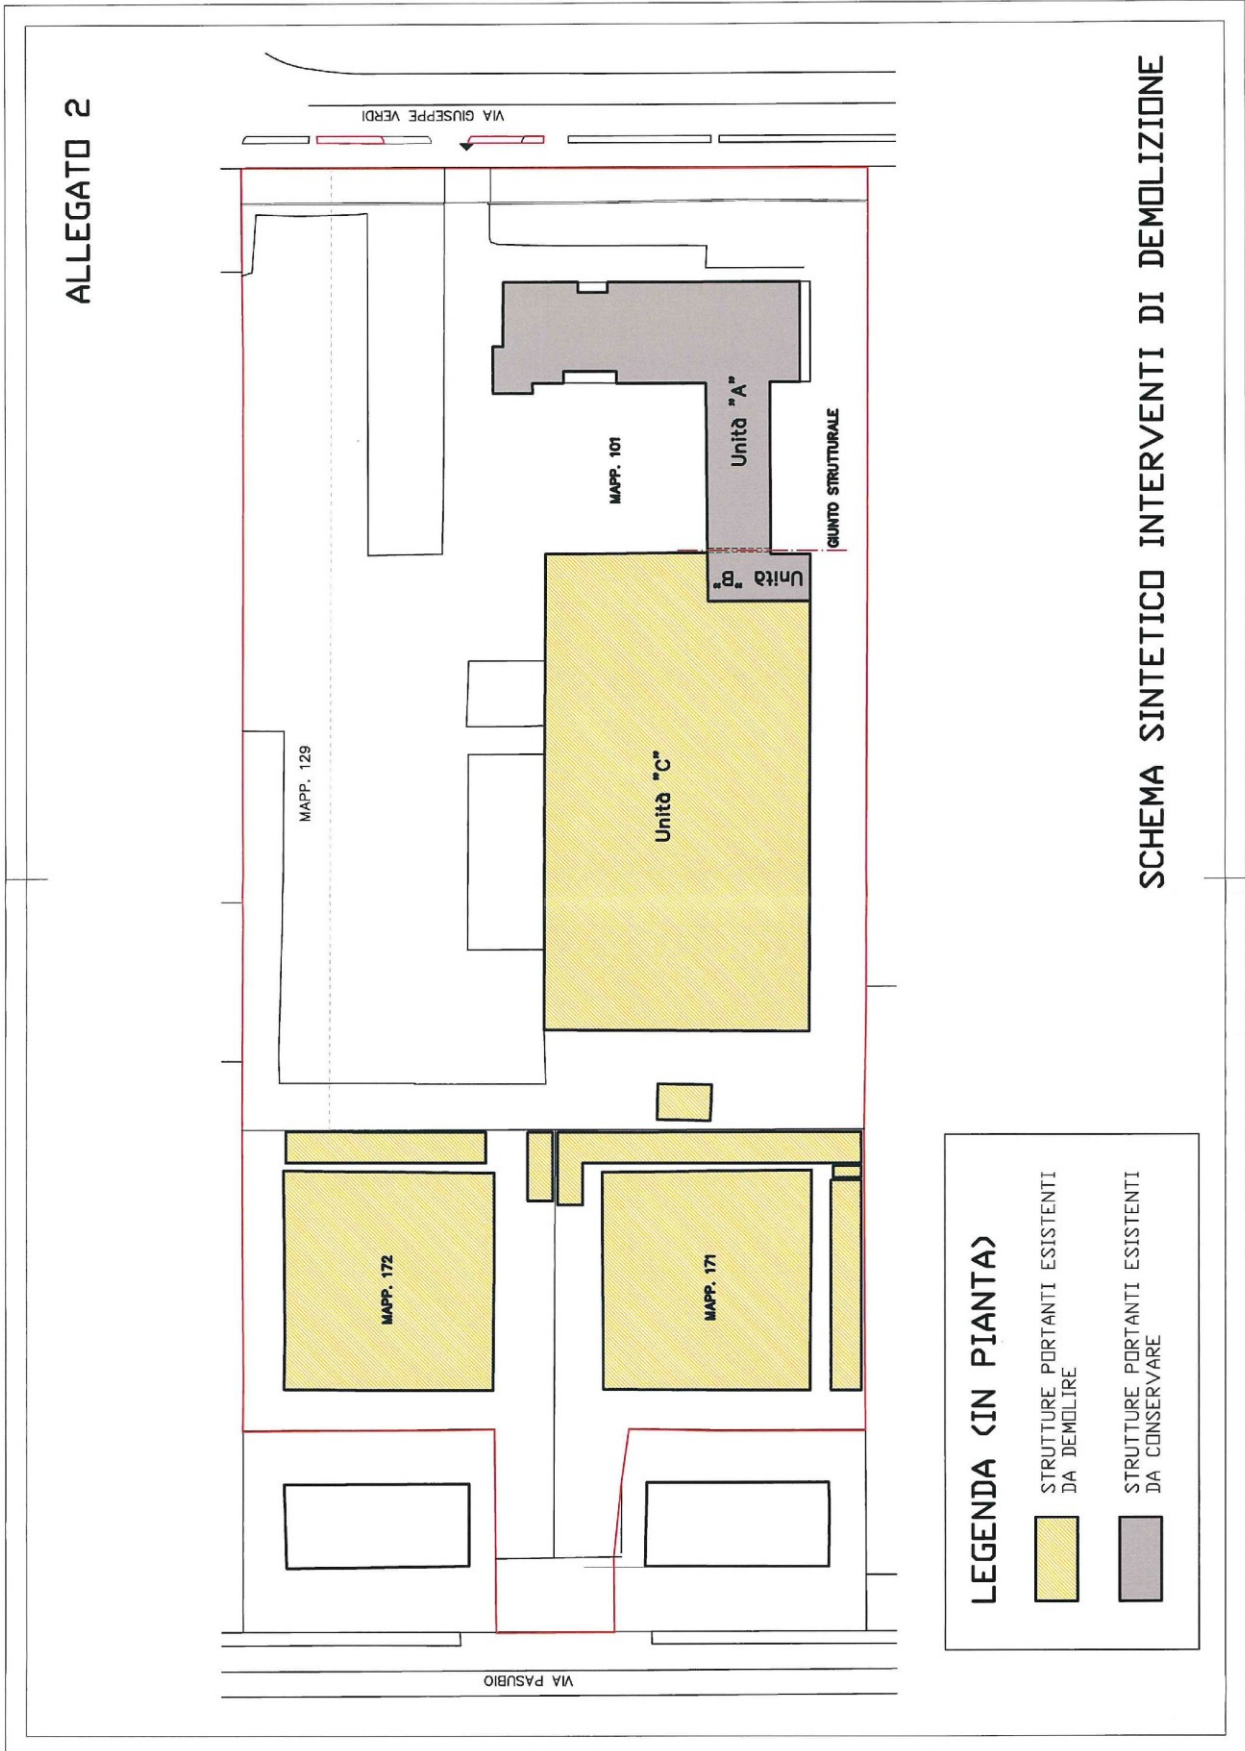 ALLEGATO 2
VIA GIUSEPPE VERDI
MAPP. 129
MAPP. 101
Unità "A"
GIUNTO STRUTTURALE
Unità "B"
Unità "C"
MAPP. 172
MAPP. 171
VIA PASUBIO
LEGENDA (IN PIANTA)
STRUTTURE PORTANTI ESISTENTI
DA DEMOLIRE
STRUTTURE PORTANTI ESISTENTI
DA CONSERVARE
SCHEMA SINTETICO INTERVENTI DI DEMOLIZIONE